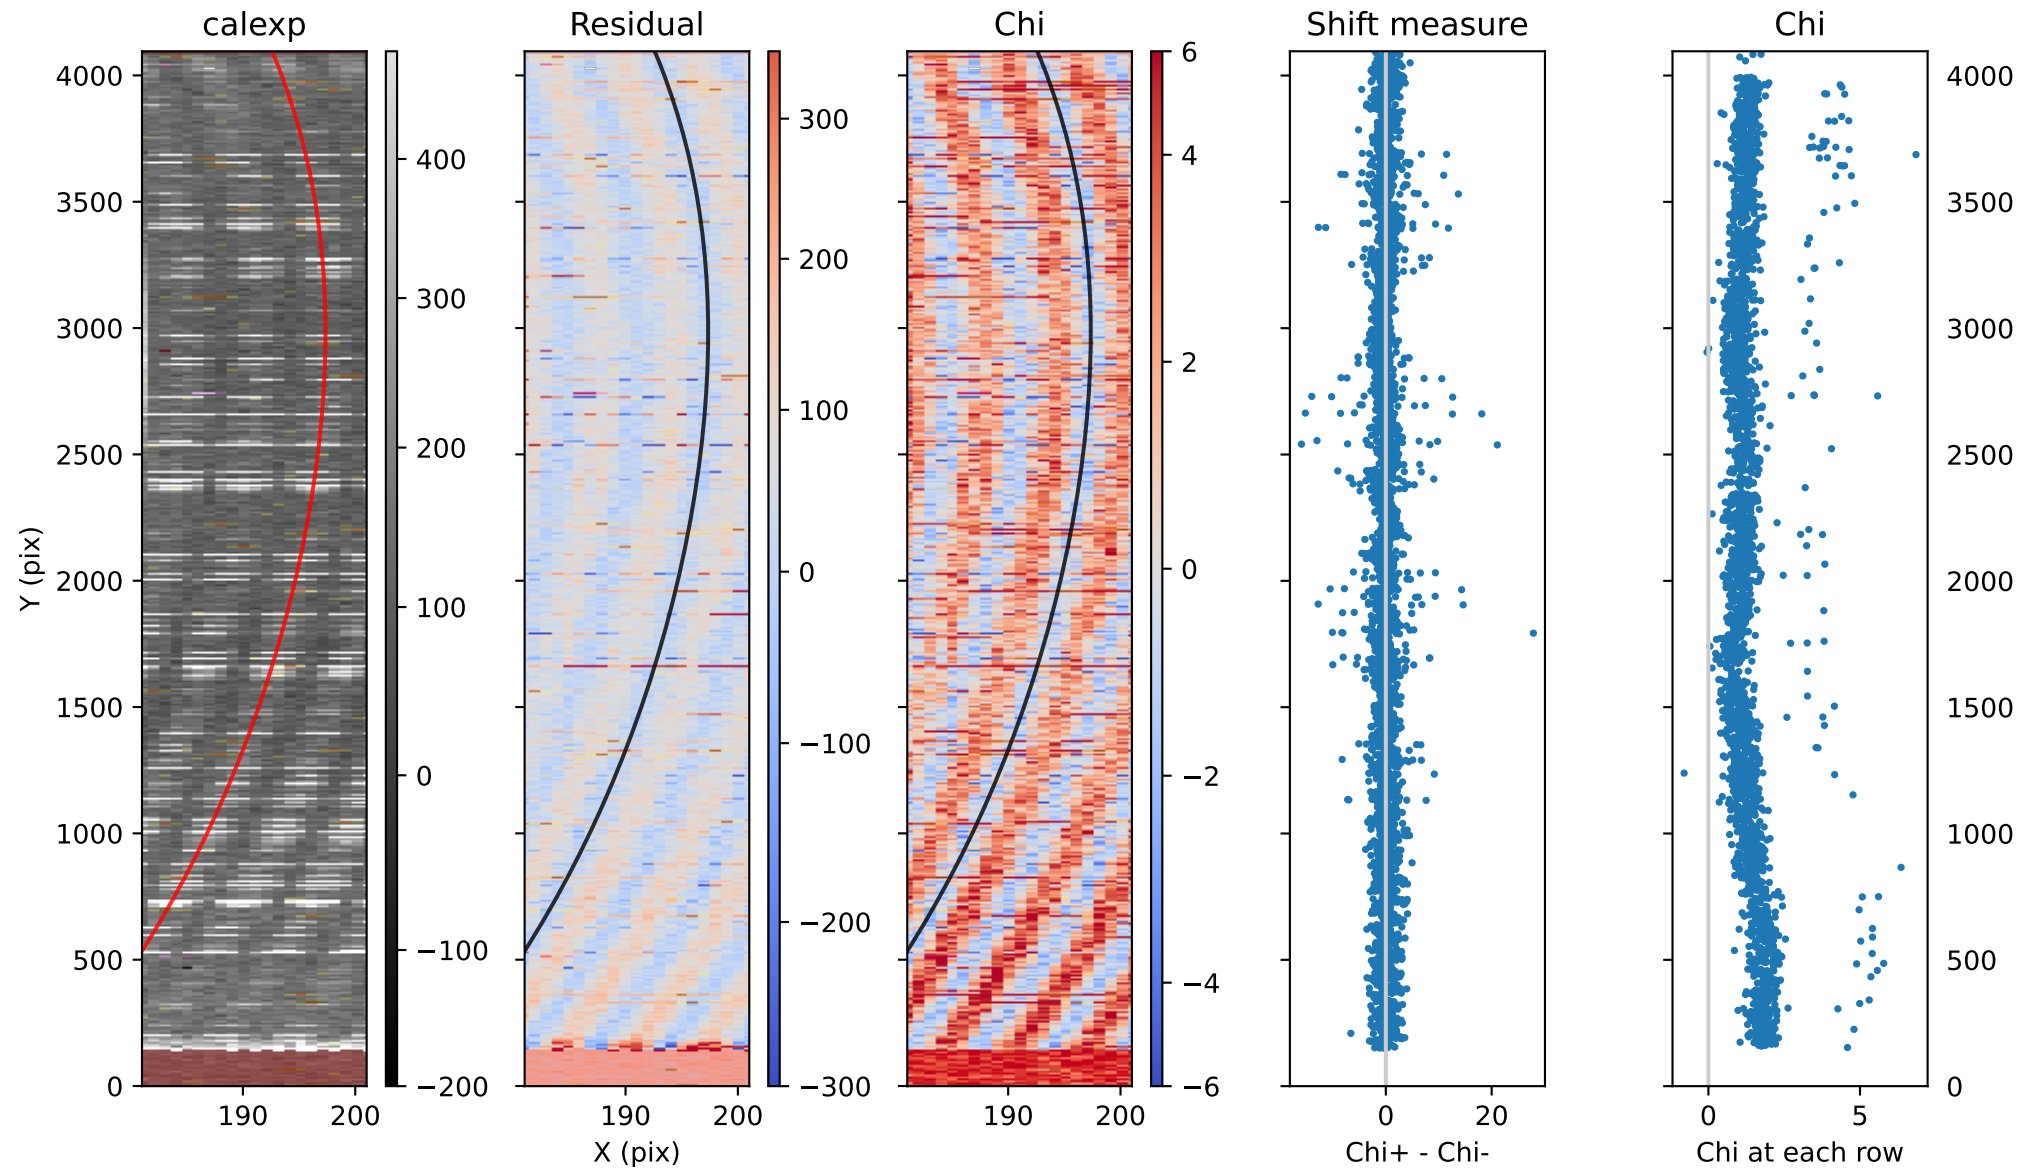 calexp Residual Chi Shift measure Chi
4000 3500 3000 2500 2000 1500 1000 500 0
Y (pix)
190 200
400 300 200 100 0 −100 −200
190 200
X (pix)
300 200 100 0 −100 −200 −300
190 200
6 4 2 0 −2 −4 −6
0 20
Chi+ - Chi-
0 5
Chi at each row
4000 3500 3000 2500 2000 1500 1000 500 0